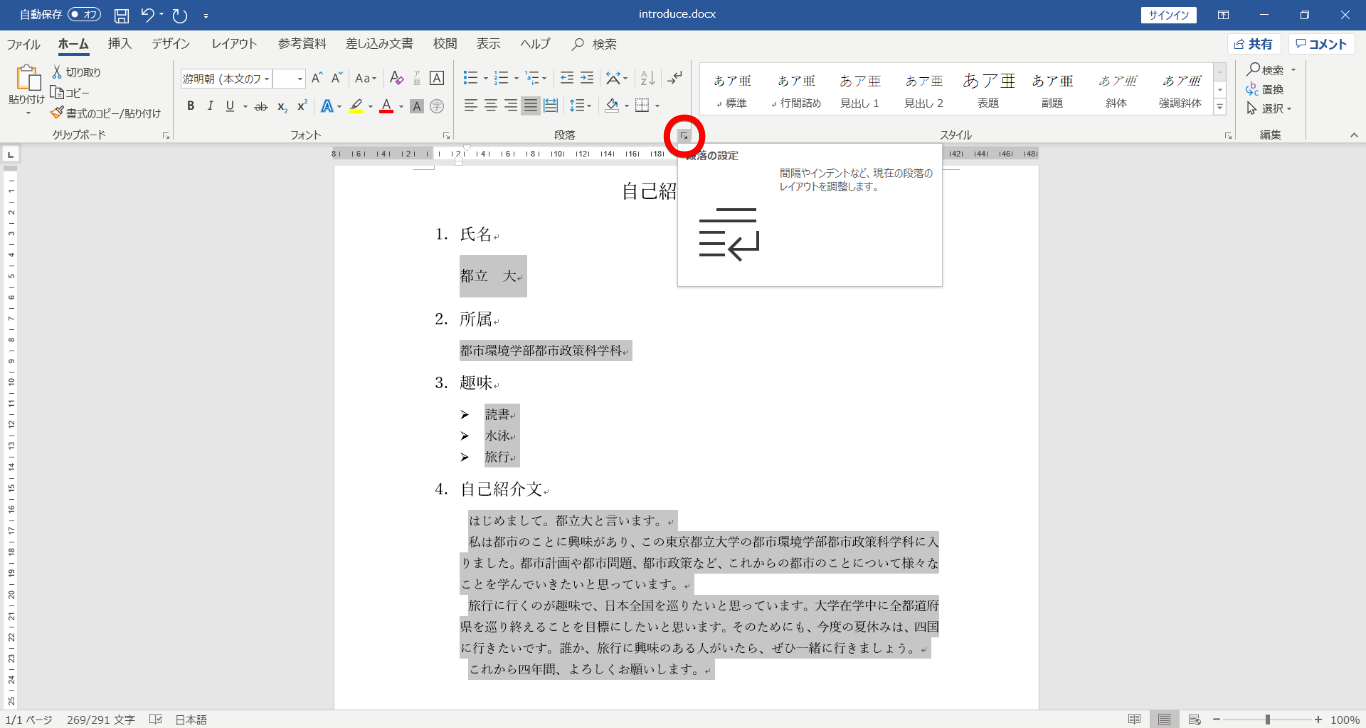 自動保存 オフ introduce.docx サインイン
ファイル ホーム 挿入 デザイン レイアウト 参考資料 差し込み文書 校閲 表示 ヘルプ 検索 共有 コメント
貼り付け
切り取り
コピー
書式のコピー/貼り付け
クリップボード
游明朝 (本文のフ
Aa
B I U ab x₂ x²
フォント
段落
あア亜 あア亜 あア亜 あア亜 あア亜 あア亜 あア亜 あア亜
標準 行間詰め 見出し 1 見出し 2 表題 副題 斜体 強調斜体
スタイル
検索
置換
選択
編集
段落の設定
間隔やインデントなど、現在の段落の
レイアウトを調整します。
自己紹
1. 氏名
都立 大
2. 所属
都市環境学部都市政策科学科
3. 趣味
➢ 読書
➢ 水泳
➢ 旅行
4. 自己紹介文
はじめまして。都立大と言います。
私は都市のことに興味があり、この東京都立大学の都市環境学部都市政策科学科に入
りました。都市計画や都市問題、都市政策など、これからの都市のことについて様々な
ことを学んでいきたいと思っています。
旅行に行くのが趣味で、日本全国を巡りたいと思っています。大学在学中に全都道府
県を巡り終えることを目標にしたいと思います。そのためにも、今度の夏休みは、四国
に行きたいです。誰か、旅行に興味のある人がいたら、ぜひ一緒に行きましょう。
これから四年間、よろしくお願いします。
1/1 ページ 269/291 文字 日本語 100%